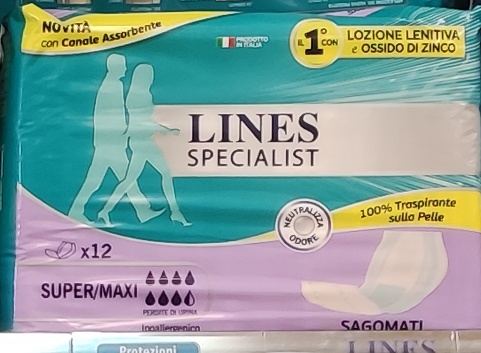 NOVITÀ
con Canale Assorbente
PRODOTTO
IN ITALIA
IL 1° CON
LOZIONE LENITIVA
e OSSIDO DI ZINCO
LINES
SPECIALIST
NEUTRALIZZA
ODORE
100% Traspirante
sulla Pelle
x12
SUPER/MAXI
PERDITE DI URINA
Ipoallergenico
SAGOMATI
Protezioni
LINES